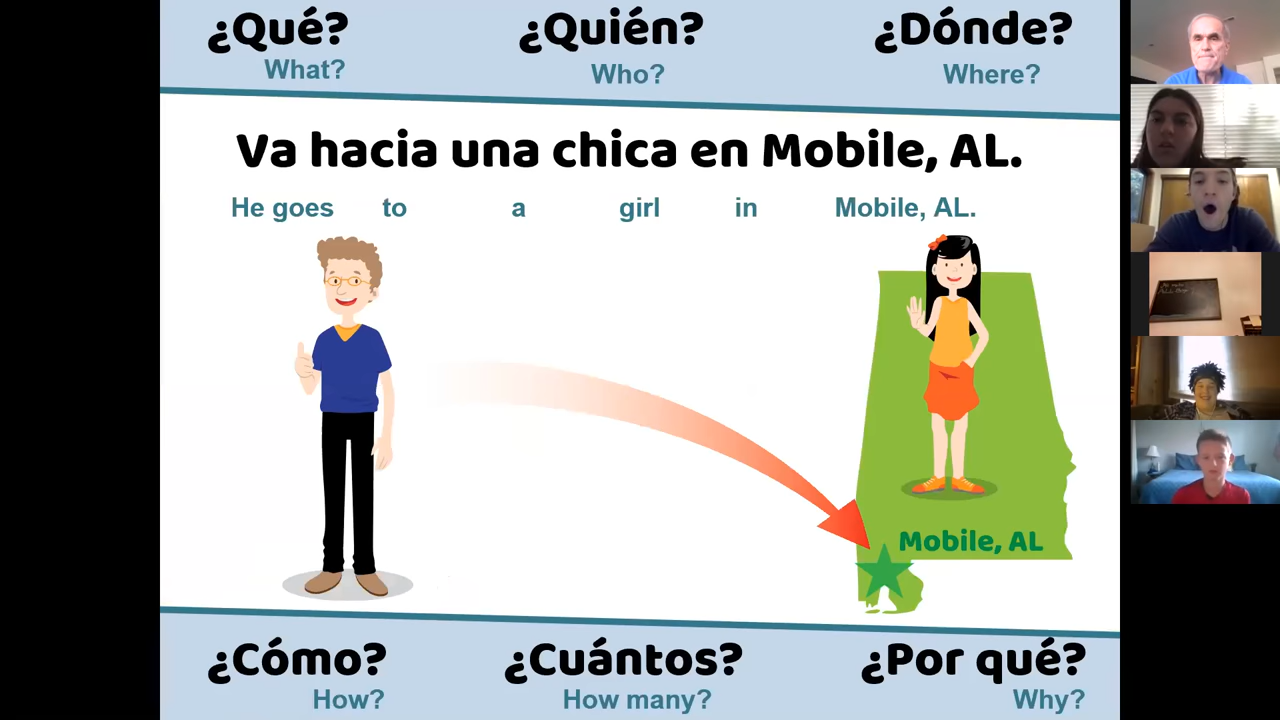 ¿Qué? ¿Quién? ¿Dónde?
What? Who? Where?
Va hacia una chica en Mobile, AL.
He goes to a girl in Mobile, AL.
Mobile, AL
¿Cómo? ¿Cuántos? ¿Por qué?
How? How many? Why?